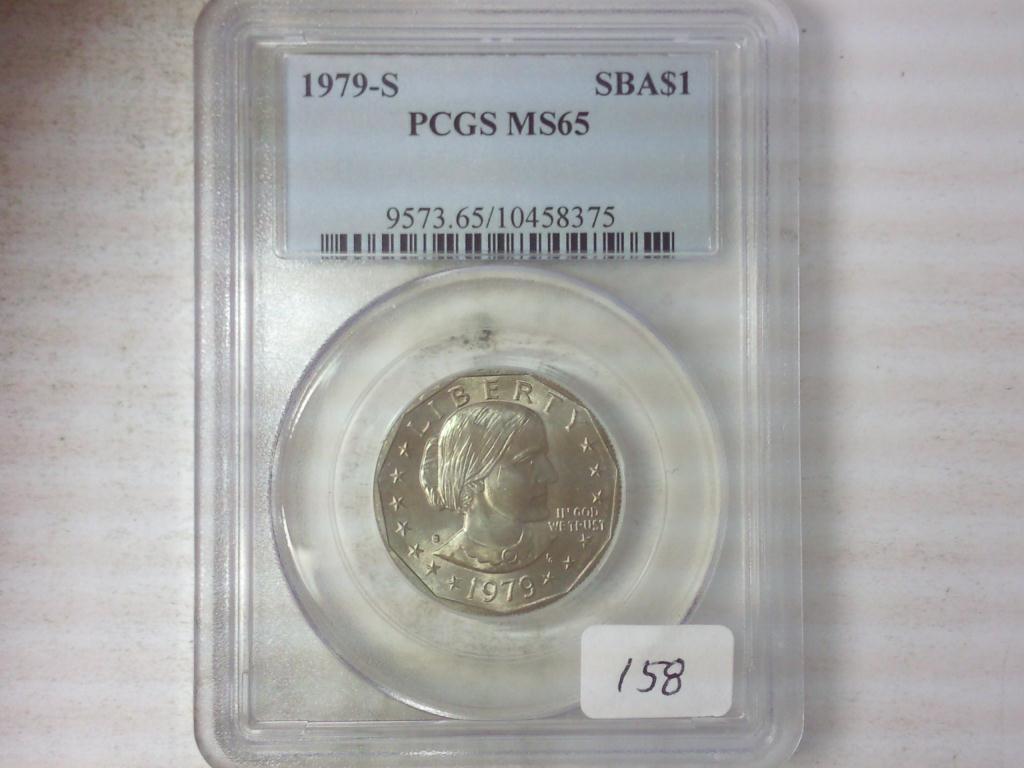 1979-S SBA$1
PCGS MS65
9573.65/10458375
LIBERTY
IN GOD
WE TRUST
S
1979
158